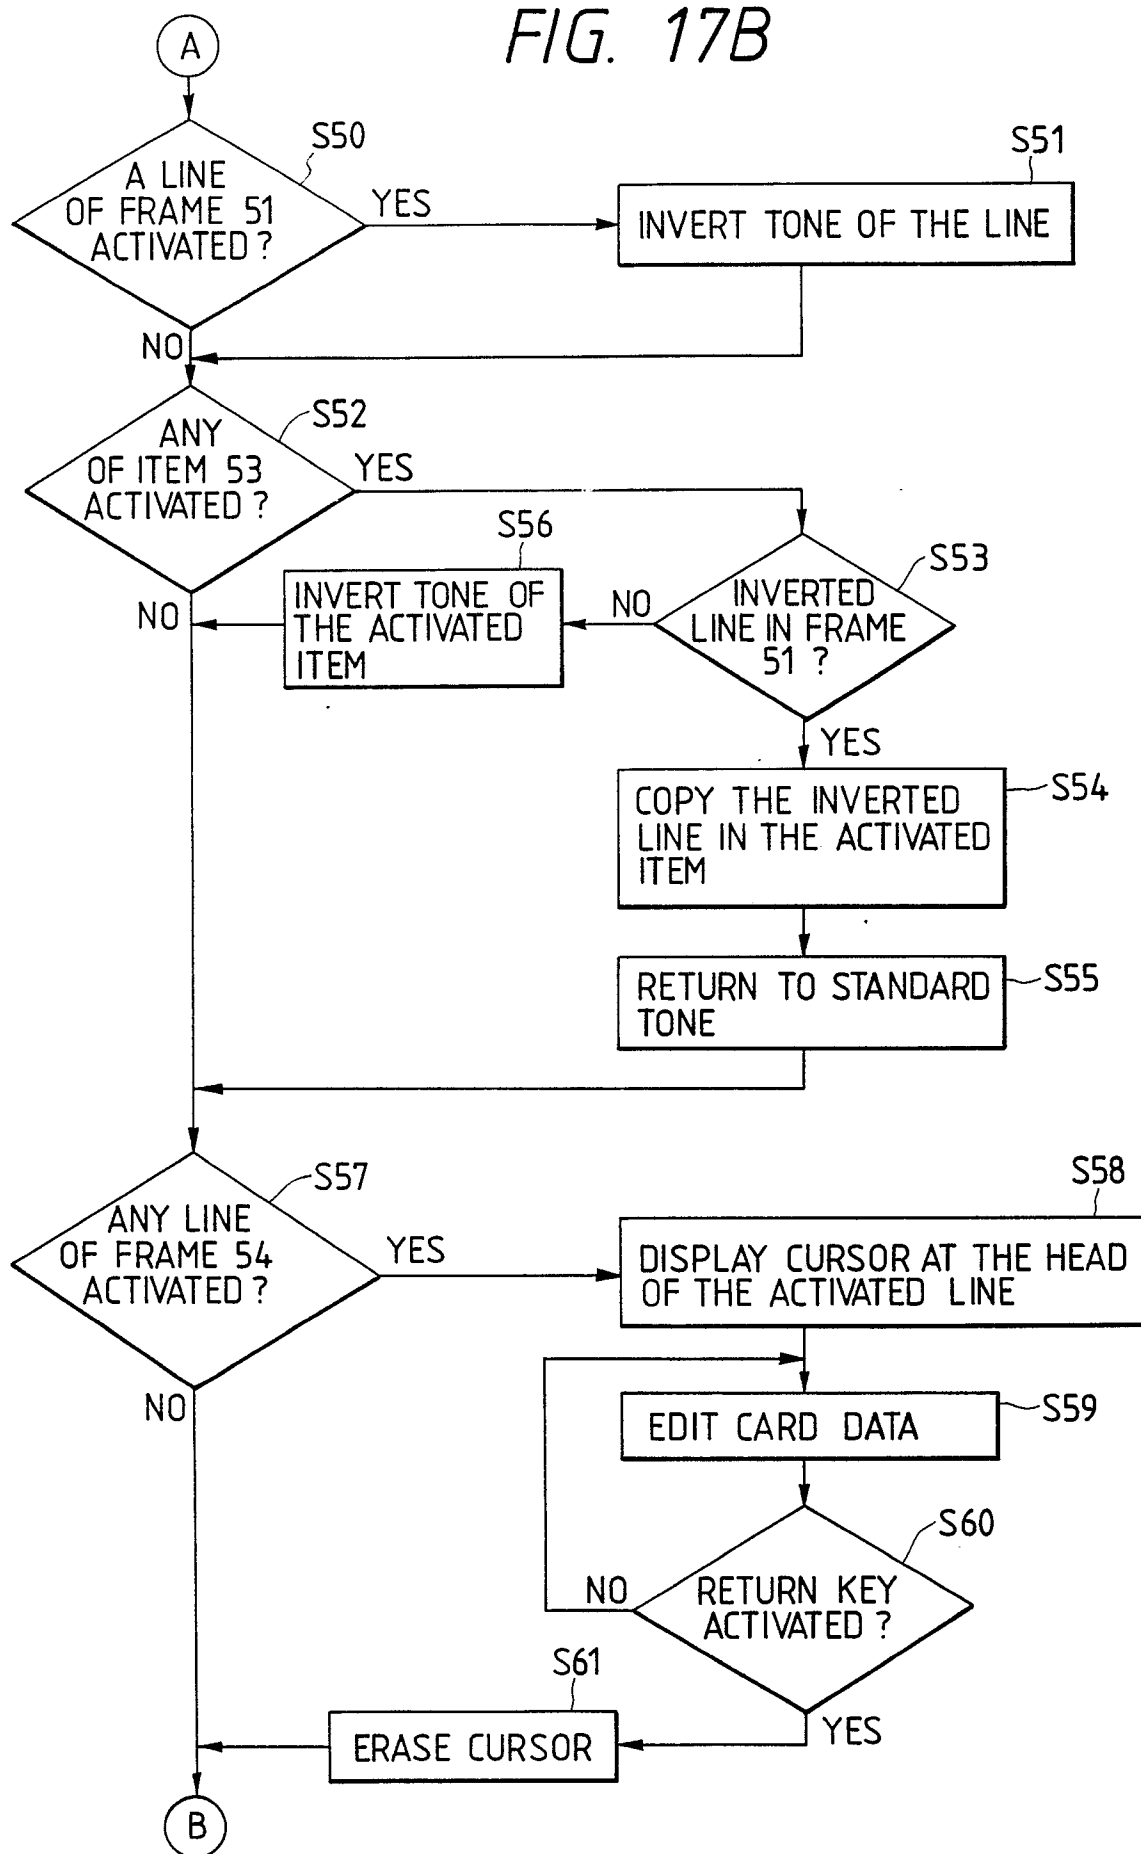 FIG. 17B
A
S50
A LINE
OF FRAME 51
ACTIVATED?
YES
S51
INVERT TONE OF THE LINE
NO
S52
ANY
OF ITEM 53
ACTIVATED?
YES
S53
INVERTED
LINE IN FRAME
51?
NO
S56
INVERT TONE OF
THE ACTIVATED
ITEM
NO
YES
S54
COPY THE INVERTED
LINE IN THE ACTIVATED
ITEM
S55
RETURN TO STANDARD
TONE
S57
ANY LINE
OF FRAME 54
ACTIVATED?
YES
S58
DISPLAY CURSOR AT THE HEAD
OF THE ACTIVATED LINE
NO
S59
EDIT CARD DATA
S60
RETURN KEY
ACTIVATED?
NO
YES
S61
ERASE CURSOR
B